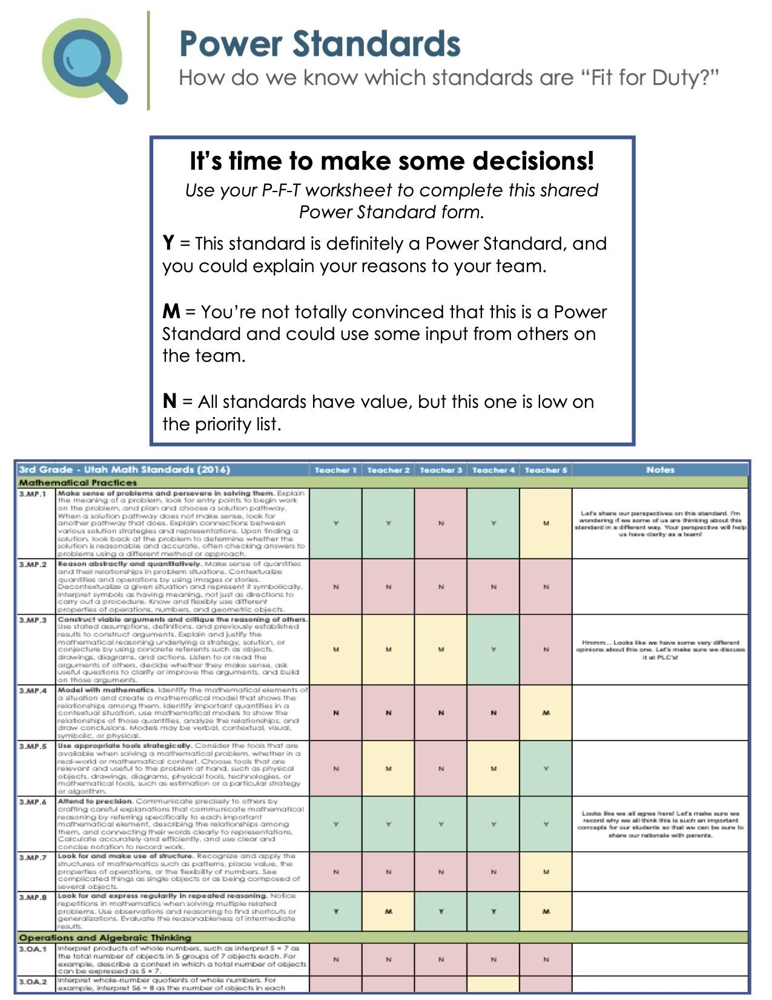 Power Standards
How do we know which standards are “Fit for Duty?”
It’s time to make some decisions!
Use your P-F-T worksheet to complete this shared
Power Standard form.
Y = This standard is definitely a Power Standard, and
you could explain your reasons to your team.
M = You’re not totally convinced that this is a Power
Standard and could use some input from others on
the team.
N = All standards have value, but this one is low on
the priority list.
3rd Grade - Utah Math Standards (2016) Teacher 1 Teacher 2 Teacher 3 Teacher 4 Teacher 5 Notes
Mathematical Practices
3.MP.1
Make sense of problems and persevere in solving them. Explain
the meaning of a problem, look for entry points to begin work
on the problem, and plan and choose a solution pathway.
When a solution pathway does not make sense, look for
another pathway that does. Explain connections between
various solution strategies and representations. Upon finding a
solution, look back at the problem to determine whether the
solution is reasonable and accurate, often checking answers to
problems using a different method or approach.
Y Y N Y M
Let's share our perspectives on this standard. I'm
wondering if we some of us are thinking about this
standard in a different way. Your perspective will help
us have clarity as a team!
3.MP.2
Reason abstractly and quantitatively. Make sense of quantities
and their relationships in problem situations. Contextualize
quantities and operations by using images or stories.
Decontextualize a given situation and represent it symbolically.
Interpret symbols as having meaning, not just as directions to
carry out a procedure. Know and flexibly use different
properties of operations, numbers, and geometric objects.
N N N N N
3.MP.3
Construct viable arguments and critique the reasoning of others.
Use stated assumptions, definitions, and previously established
results to construct arguments. Explain and justify the
mathematical reasoning underlying a strategy, solution, or
conjecture by using concrete referents such as objects,
drawings, diagrams, and actions. Listen to or read the
arguments of others, decide whether they make sense, ask
useful questions to clarify or improve the arguments, and build
on those arguments.
M M M Y N
Hmmm... Looks like we have some very different
opinions about this one. Let's make sure we discuss
it at PLC's!
3.MP.4
Model with mathematics. Identify the mathematical elements of
a situation and create a mathematical model that shows the
relationships among them. Identify important quantities in a
contextual situation, use mathematical models to show the
relationships of those quantities, analyze the relationships, and
draw conclusions. Models may be verbal, contextual, visual,
symbolic, or physical.
N N N N M
3.MP.5
Use appropriate tools strategically. Consider the tools that are
available when solving a mathematical problem, whether in a
real-world or mathematical context. Choose tools that are
relevant and useful to the problem at hand, such as physical
objects, drawings, diagrams, physical tools, technologies, or
mathematical tools, such as estimation or a particular strategy
or algorithm.
N M N M Y
3.MP.6
Attend to precision. Communicate precisely to others by
crafting careful explanations that communicate mathematical
reasoning by referring specifically to each important
mathematical element, describing the relationships among
them, and connecting their words clearly to representations.
Calculate accurately and efficiently, and use clear and
concise notation to record work.
Y Y Y Y Y
Looks like we all agree here! Let's make sure we
record why we all think this is such an important
concepts for our students so that we can be sure to
share our rationale with parents.
3.MP.7
Look for and make use of structure. Recognize and apply the
structures of mathematics such as patterns, place value, the
properties of operations, or the flexibility of numbers. See
complicated things as single objects or as being composed of
several objects.
N N N N M
3.MP.8
Look for and express regularity in repeated reasoning. Notice
repetitions in mathematics when solving multiple related
problems. Use observations and reasoning to find shortcuts or
generalizations. Evaluate the reasonableness of intermediate
results.
Y M Y Y M
Operations and Algebraic Thinking
3.OA.1
Interpret products of whole numbers, such as interpret 5 × 7 as
the total number of objects in 5 groups of 7 objects each. For
example, describe a context in which a total number of objects
can be expressed as 5 × 7.
N N N N N
3.OA.2
Interpret whole-number quotients of whole numbers. For
example, interpret 56 ÷ 8 as the number of objects in each